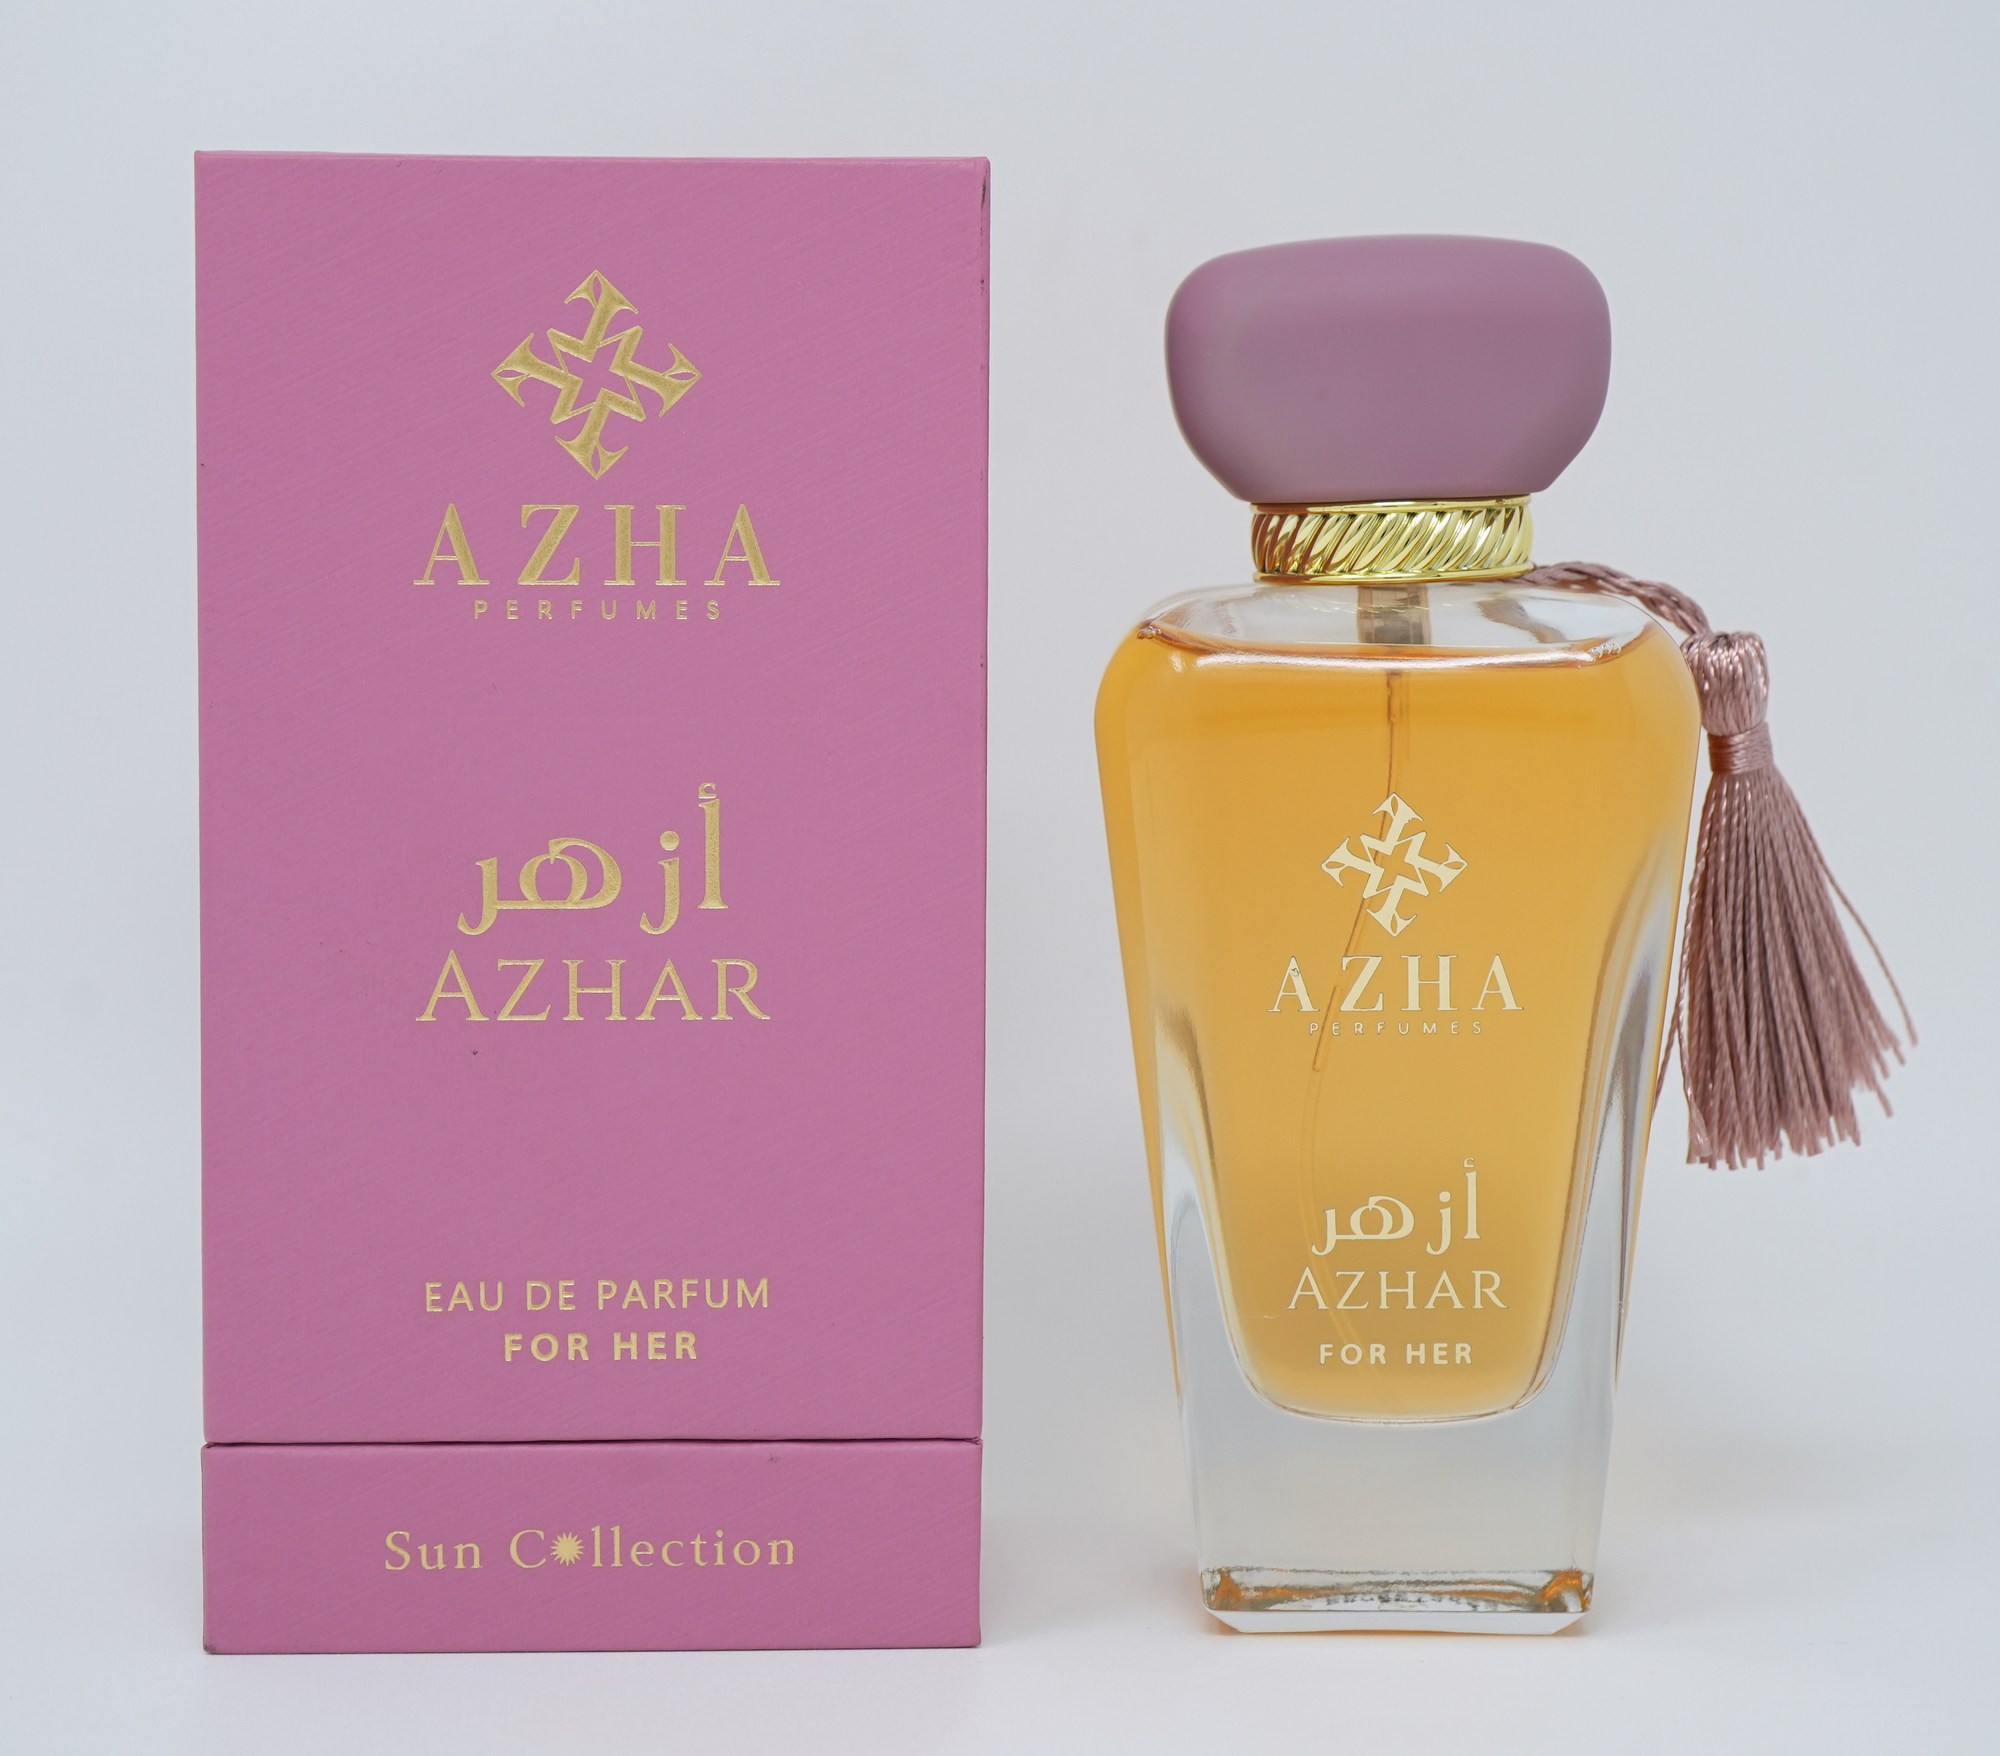 AZHA
PERFUMES
أزهر
AZHAR
EAU DE PARFUM
FOR HER
Sun Collection
AZHA
PERFUMES
أزهر
AZHAR
FOR HER